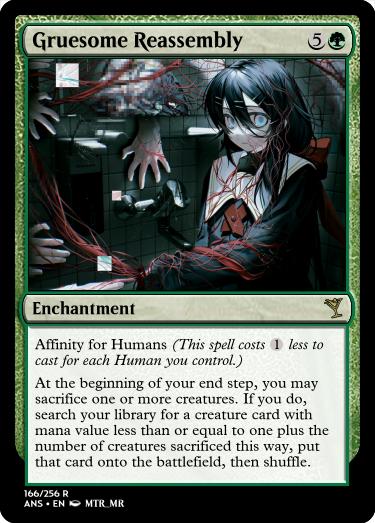 Gruesome Reassembly 5
Enchantment
Affinity for Humans (This spell costs 1 less to
cast for each Human you control.)
At the beginning of your end step, you may
sacrifice one or more creatures. If you do,
search your library for a creature card with
mana value less than or equal to one plus the
number of creatures sacrificed this way, put
that card onto the battlefield, then shuffle.
166/256 R
ANS • EN MTR_MR